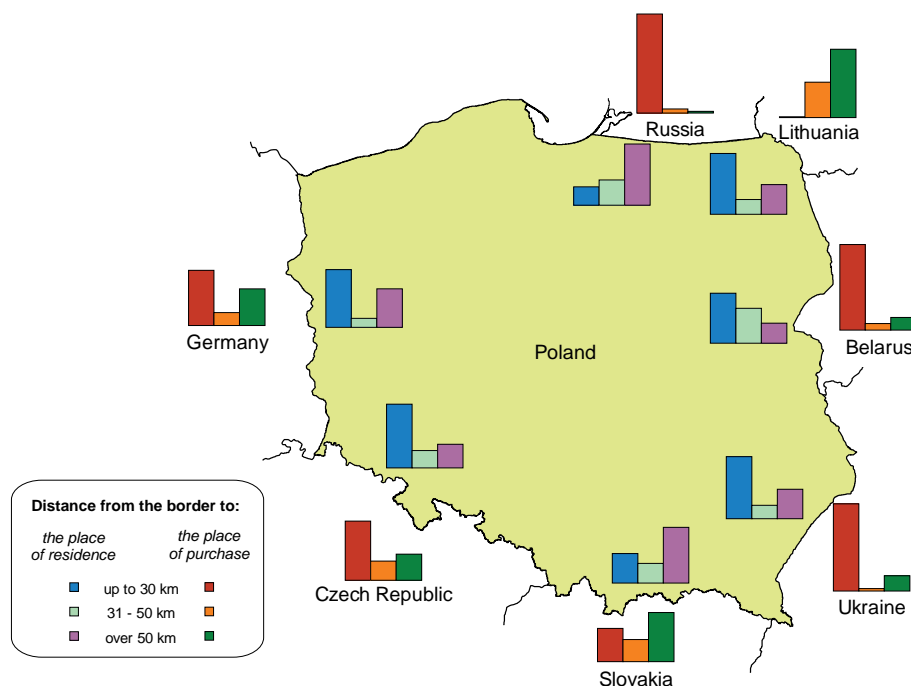 Russia
Lithuania
Germany
Poland
Belarus
Distance from the border to:
the place
of residence
the place
of purchase
up to 30 km
31 - 50 km
over 50 km
Czech Republic
Ukraine
Slovakia